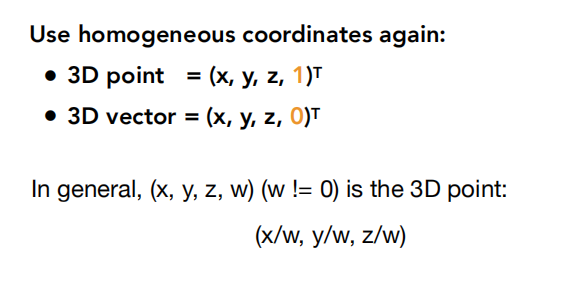 Use homogeneous coordinates again:
• 3D point = (x, y, z, 1)ᵀ
• 3D vector = (x, y, z, 0)ᵀ
In general, (x, y, z, w) (w != 0) is the 3D point:
(x/w, y/w, z/w)